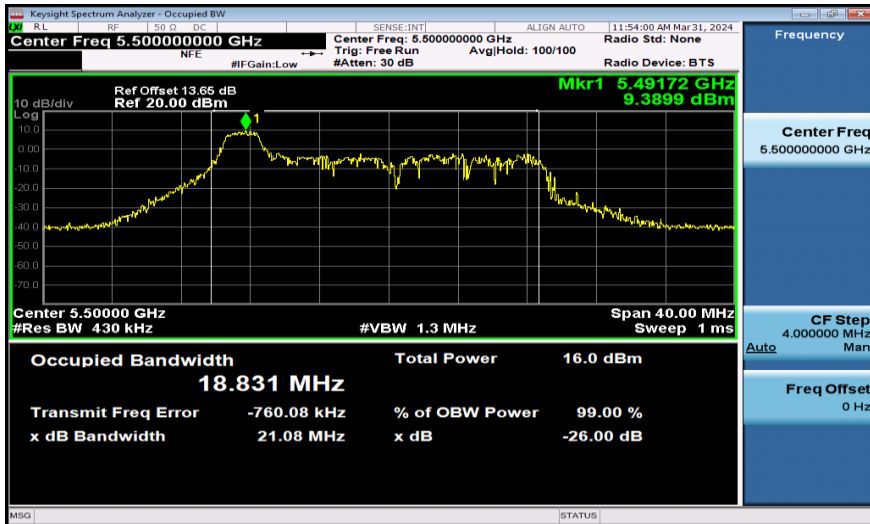 Keysight Spectrum Analyzer - Occupied BW
LXI RL RF 50 Ω DC SENSE:INT ALIGN AUTO 11:54:00 AM Mar 31, 2024
Center Freq 5.500000000 GHz
NFE
#IFGain:Low
Center Freq: 5.500000000 GHz
Trig: Free Run Avg|Hold: 100/100
#Atten: 30 dB
Radio Std: None
Radio Device: BTS
Frequency
Mkr1 5.49172 GHz
9.3899 dBm
Ref Offset 13.65 dB
10 dB/div Ref 20.00 dBm
Log
1
10.0
0.00
-10.0
-20.0
-30.0
-40.0
-50.0
-60.0
-70.0
Center 5.50000 GHz Span 40.00 MHz
#Res BW 430 kHz #VBW 1.3 MHz Sweep 1 ms
Occupied Bandwidth Total Power 16.0 dBm
18.831 MHz
Transmit Freq Error -760.08 kHz % of OBW Power 99.00 %
x dB Bandwidth 21.08 MHz x dB -26.00 dB
Center Freq
5.500000000 GHz
CF Step
4.000000 MHz
Auto Man
Freq Offset
0 Hz
MSG STATUS